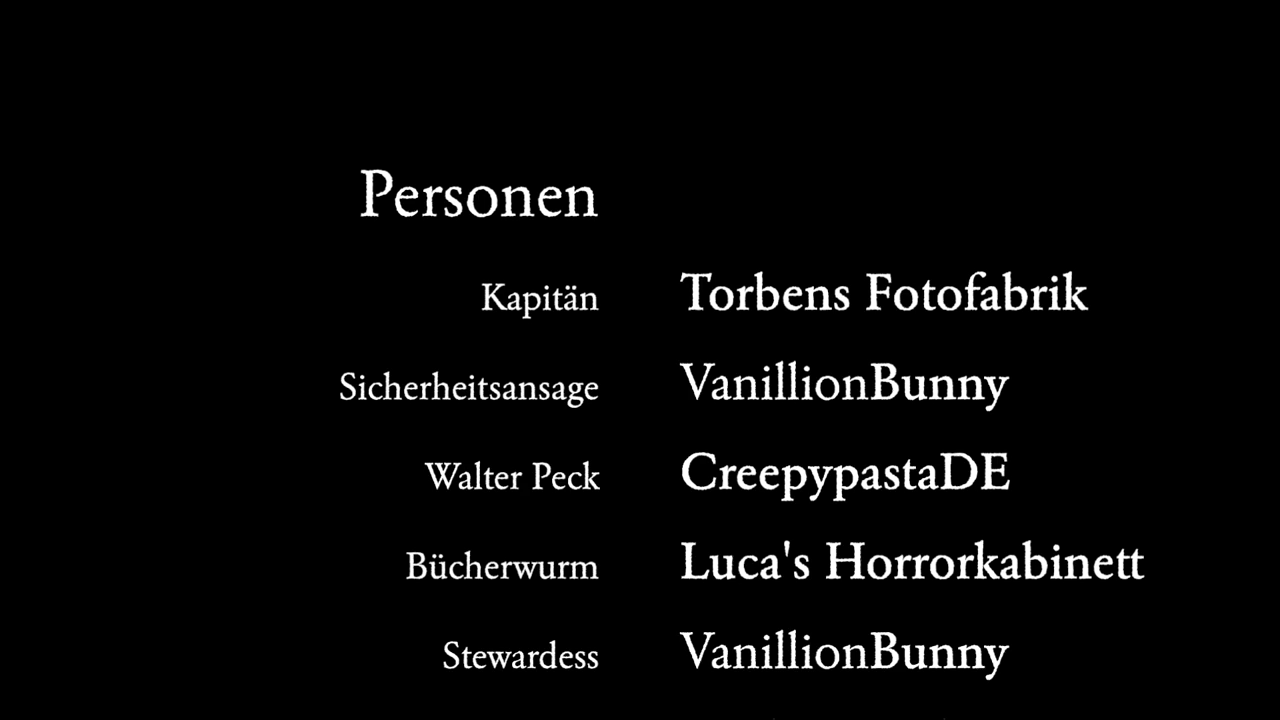 Personen
Kapitän Torbens Fotofabrik
Sicherheitsansage VanillionBunny
Walter Peck CreepypastaDE
Bücherwurm Luca's Horrorkabinett
Stewardess VanillionBunny